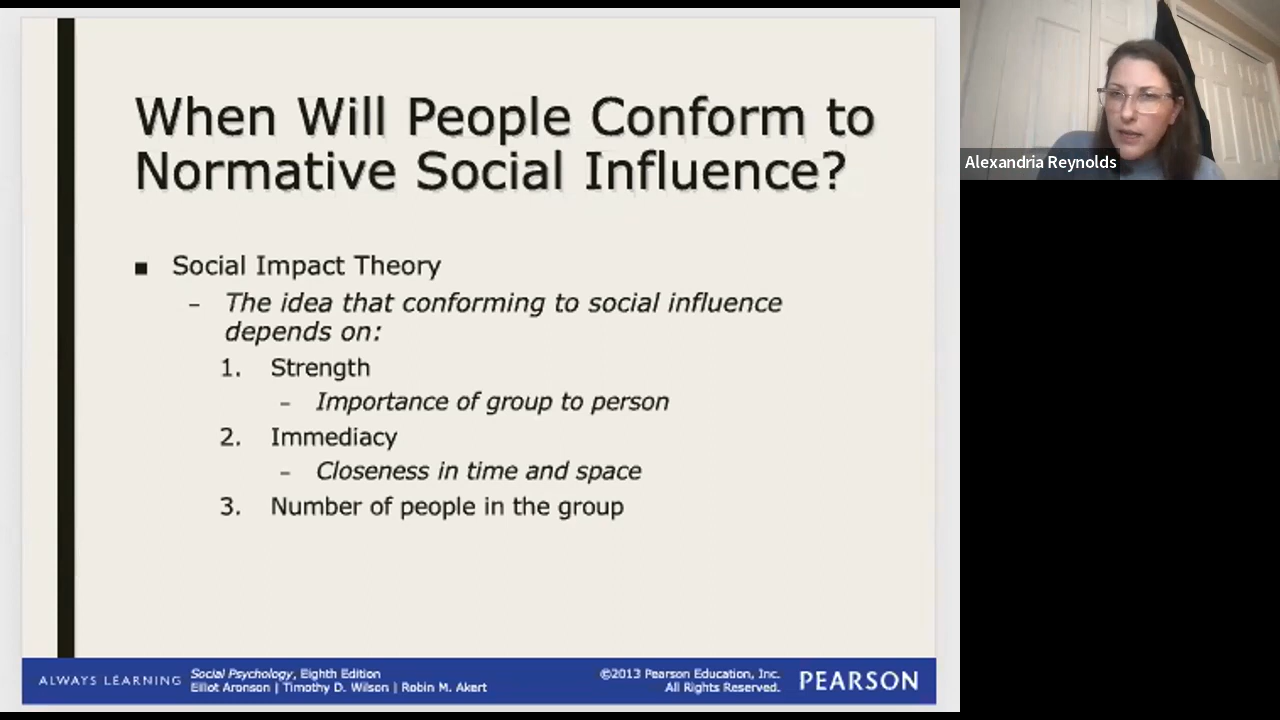 When Will People Conform to
Normative Social Influence?
■ Social Impact Theory
– The idea that conforming to social influence
depends on:
1. Strength
– Importance of group to person
2. Immediacy
– Closeness in time and space
3. Number of people in the group
ALWAYS LEARNING
Social Psychology, Eighth Edition
Elliot Aronson | Timothy D. Wilson | Robin M. Akert
©2013 Pearson Education, Inc.
All Rights Reserved.
PEARSON
Alexandria Reynolds